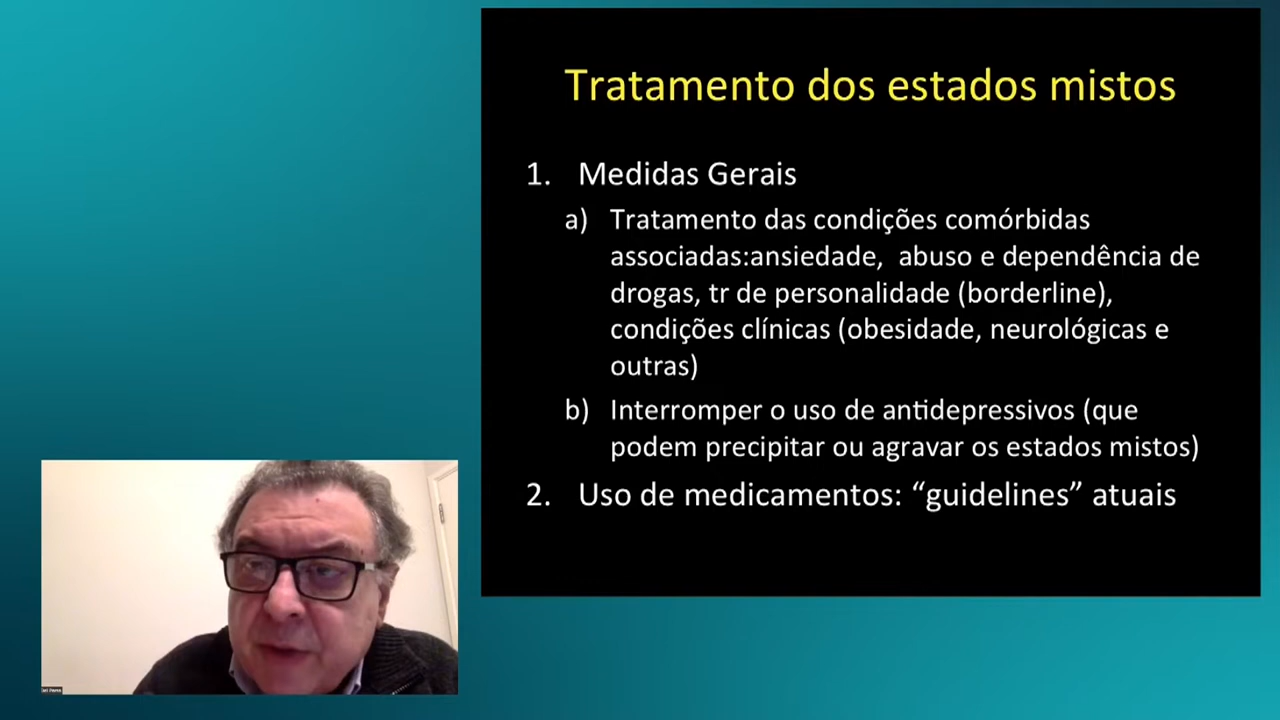 Tratamento dos estados mistos
1. Medidas Gerais
a) Tratamento das condições comórbidas
associadas:ansiedade, abuso e dependência de
drogas, tr de personalidade (borderline),
condições clínicas (obesidade, neurológicas e
outras)
b) Interromper o uso de antidepressivos (que
podem precipitar ou agravar os estados mistos)
2. Uso de medicamentos: “guidelines” atuais